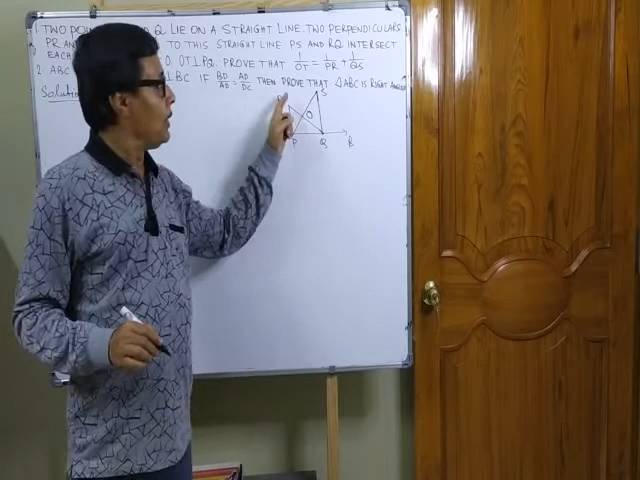 1 TWO PO Q LIE ON A STRAIGHT LINE. TWO PERPENDICULARS
PR AN TO THIS STRAIGHT LINE PS AND RQ INTERSECT
EACH O. OT⊥PQ. PROVE THAT 1/OT = 1/PR + 1/QS
2. ABC ⊥BC IF BD/AD = AD/DC THEN PROVE THAT △ABC IS RIGHT
Solution
S
O
P Q R